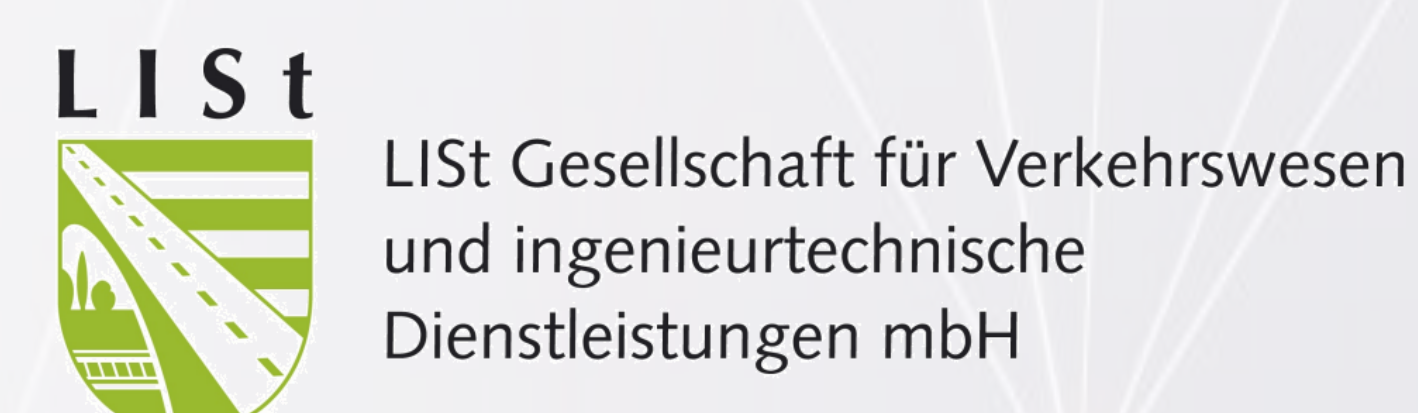 LISt
LISt Gesellschaft für Verkehrswesen
und ingenieurtechnische
Dienstleistungen mbH